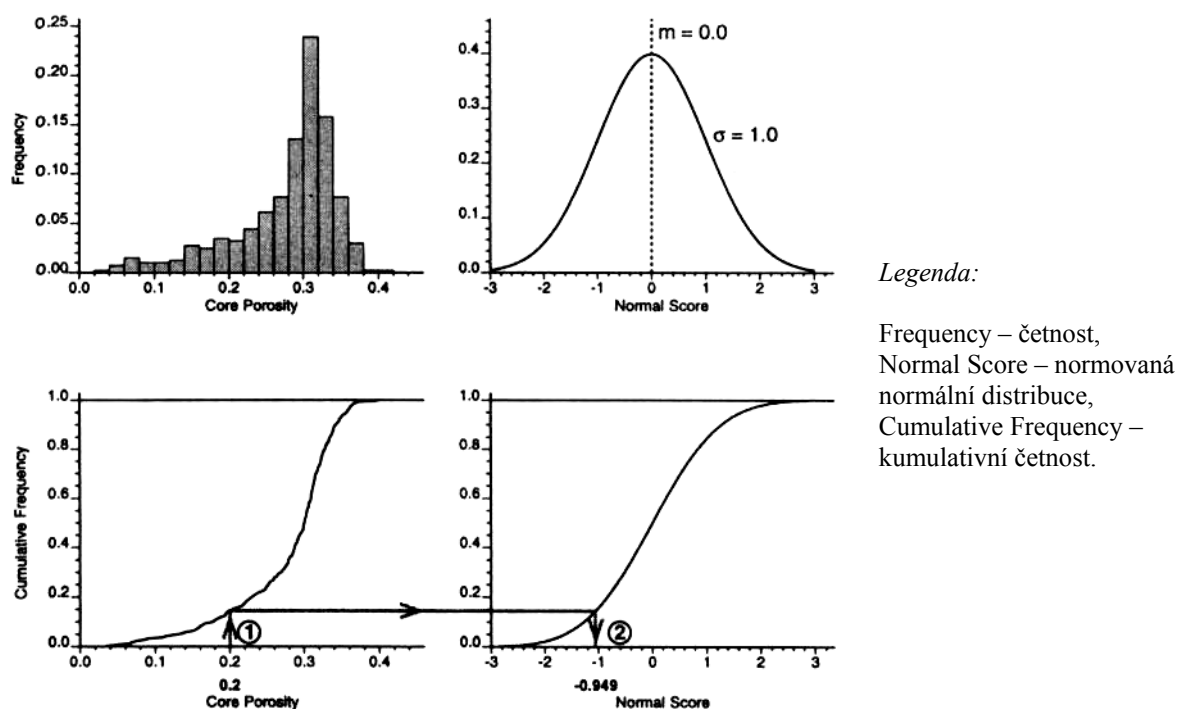 0.25
0.20
0.15
0.10
0.05
0.00
Frequency
0.0 0.1 0.2 0.3 0.4
Core Porosity
m = 0.0
σ = 1.0
0.4
0.3
0.2
0.1
0.0
-3 -2 -1 0 1 2 3
Normal Score
Legenda:
Frequency – četnost,
Normal Score – normovaná
normální distribuce,
Cumulative Frequency –
kumulativní četnost.
1.0
0.8
0.6
0.4
0.2
0.0
Cumulative Frequency
①
0.0 0.1 0.2 0.3 0.4
0.2
Core Porosity
1.0
0.8
0.6
0.4
0.2
0.0
②
-3 -2 -1 0 1 2 3
-0.949
Normal Score